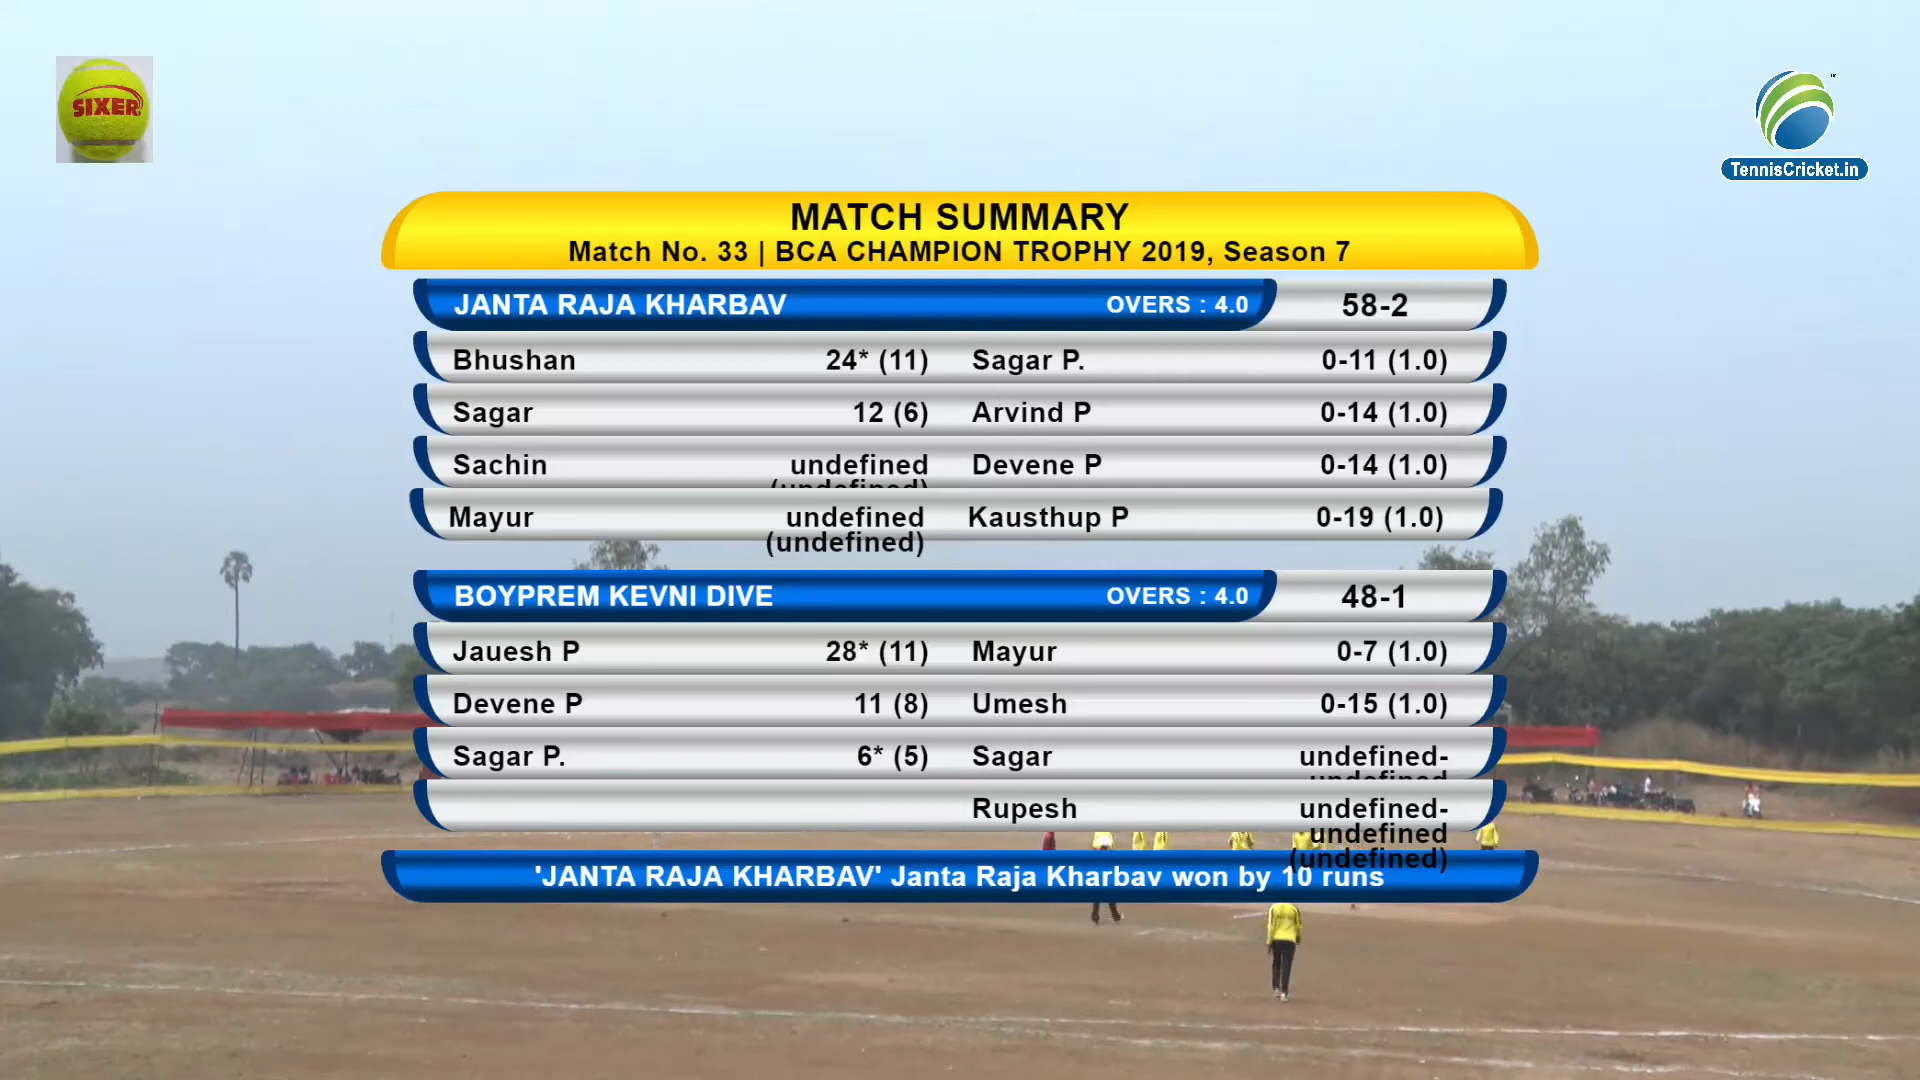 SIXER
TennisCricket.in
MATCH SUMMARY
Match No. 33 | BCA CHAMPION TROPHY 2019, Season 7
JANTA RAJA KHARBAV OVERS : 4.0 58-2
Bhushan 24* (11) Sagar P. 0-11 (1.0)
Sagar 12 (6) Arvind P 0-14 (1.0)
Sachin undefined Devene P 0-14 (1.0)
(undefined)
Mayur undefined Kausthup P 0-19 (1.0)
(undefined)
BOYPREM KEVNI DIVE OVERS : 4.0 48-1
Jauesh P 28* (11) Mayur 0-7 (1.0)
Devene P 11 (8) Umesh 0-15 (1.0)
Sagar P. 6* (5) Sagar undefined-
undefined
Rupesh undefined-
undefined
(undefined)
'JANTA RAJA KHARBAV' Janta Raja Kharbav won by 10 runs